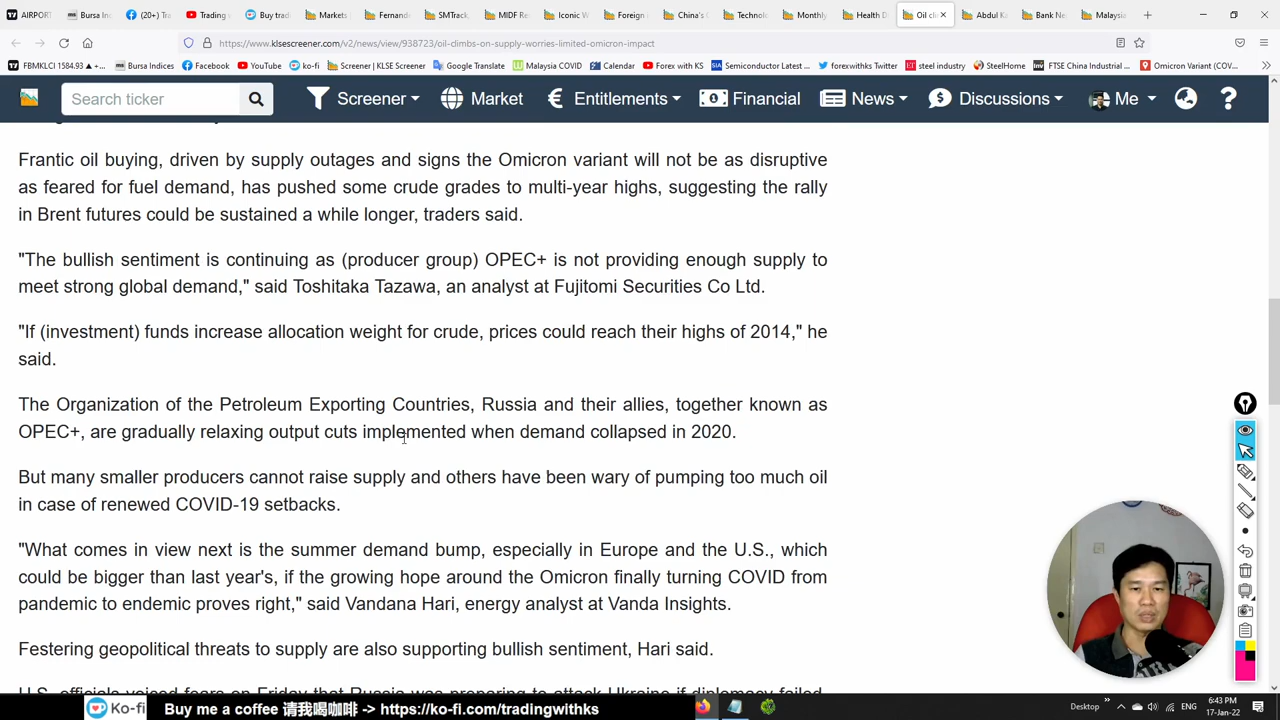 AIRPORT
Bursa In
(20+) Tra
Trading v
Buy tradi
Markets |
Fernande
SMTrack,
MIDF Re
Iconic W
Foreign i
China's G
Technolo
Monthly
Health D
Oil cli
Abdul Ka
Bank Ne
Malaysia
https://www.klsescreener.com/v2/news/view/938723/oil-climbs-on-supply-worries-limited-omicron-impact
FBMKLCI 1584.93 ▲ +...
Bursa Indices
Facebook
YouTube
ko-fi
Screener | KLSE Screener
Google Translate
Malaysia COVID
Calendar
Forex with KS
Semiconductor Latest ...
forexwithks Twitter
steel industry
SteelHome
FTSE China Industrial ...
Omicron Variant (COV...
Search ticker
Screener
Market
Entitlements
Financial
News
Discussions
Me
Frantic oil buying, driven by supply outages and signs the Omicron variant will not be as disruptive
as feared for fuel demand, has pushed some crude grades to multi-year highs, suggesting the rally
in Brent futures could be sustained a while longer, traders said.
"The bullish sentiment is continuing as (producer group) OPEC+ is not providing enough supply to
meet strong global demand," said Toshitaka Tazawa, an analyst at Fujitomi Securities Co Ltd.
"If (investment) funds increase allocation weight for crude, prices could reach their highs of 2014," he
said.
The Organization of the Petroleum Exporting Countries, Russia and their allies, together known as
OPEC+, are gradually relaxing output cuts implemented when demand collapsed in 2020.
But many smaller producers cannot raise supply and others have been wary of pumping too much oil
in case of renewed COVID-19 setbacks.
"What comes in view next is the summer demand bump, especially in Europe and the U.S., which
could be bigger than last year's, if the growing hope around the Omicron finally turning COVID from
pandemic to endemic proves right," said Vandana Hari, energy analyst at Vanda Insights.
Festering geopolitical threats to supply are also supporting bullish sentiment, Hari said.
U.S. officials voiced fears on Friday that Russia was preparing to attack Ukraine if diplomacy failed.
Ko-fi
Buy me a coffee 请我喝咖啡 -> https://ko-fi.com/tradingwithks
Desktop
ENG
6:43 PM
17-Jan-22